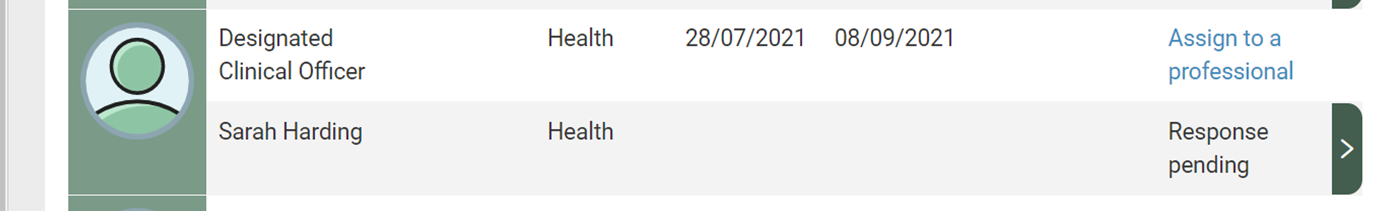 Designated Clinical Officer Health 28/07/2021 08/09/2021 Assign to a professional
Sarah Harding Health Response pending